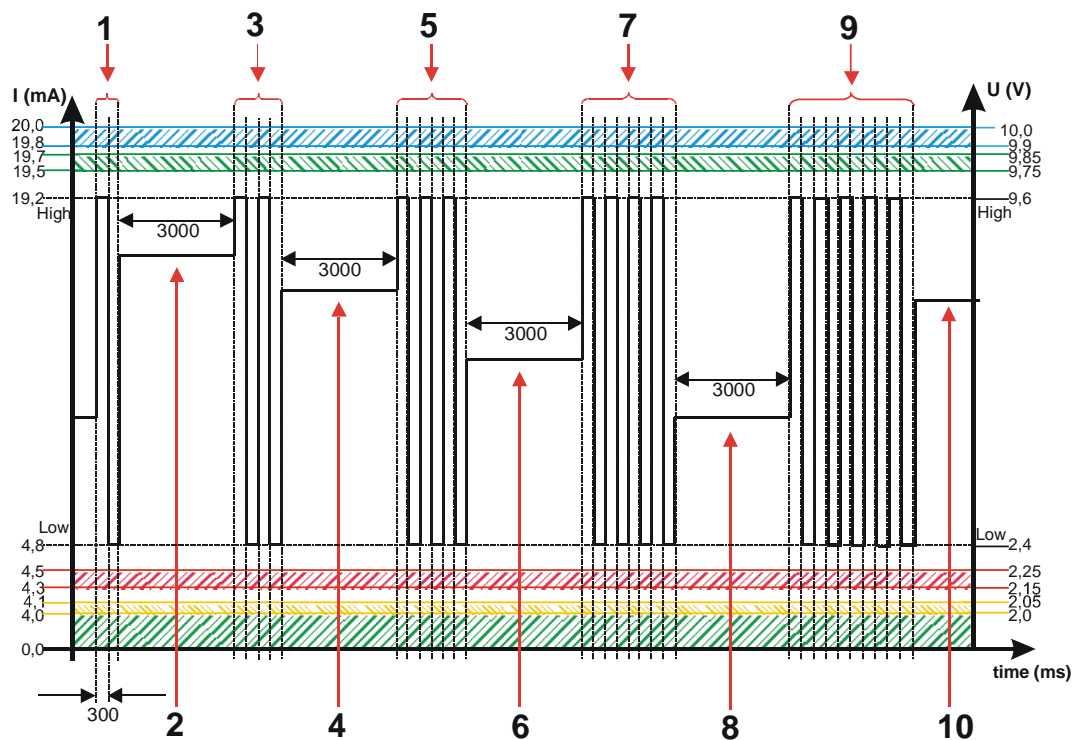 1 3 5 7 9
I (mA) U (V)
20,0 10,0
19,8 9,9
19,7 9,85
19,5 9,75
19,2 9,6
High High
3000
3000
3000
3000
Low Low
4,8 2,4
4,5 2,25
4,3 2,15
4,1 2,05
4,0 2,0
0,0
time (ms)
300
2 4 6 8 10